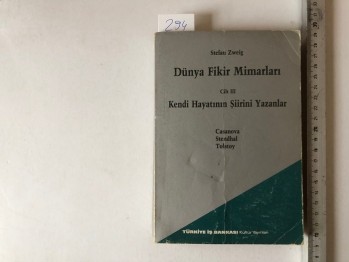 294
Stefan Zweig
Dünya Fikir Mimarları
Cilt III
Kendi Hayatının Şiirini Yazanlar
Casanova
Stendhal
Tolstoy
TÜRKİYE İŞ BANKASI Kültür Yayınları